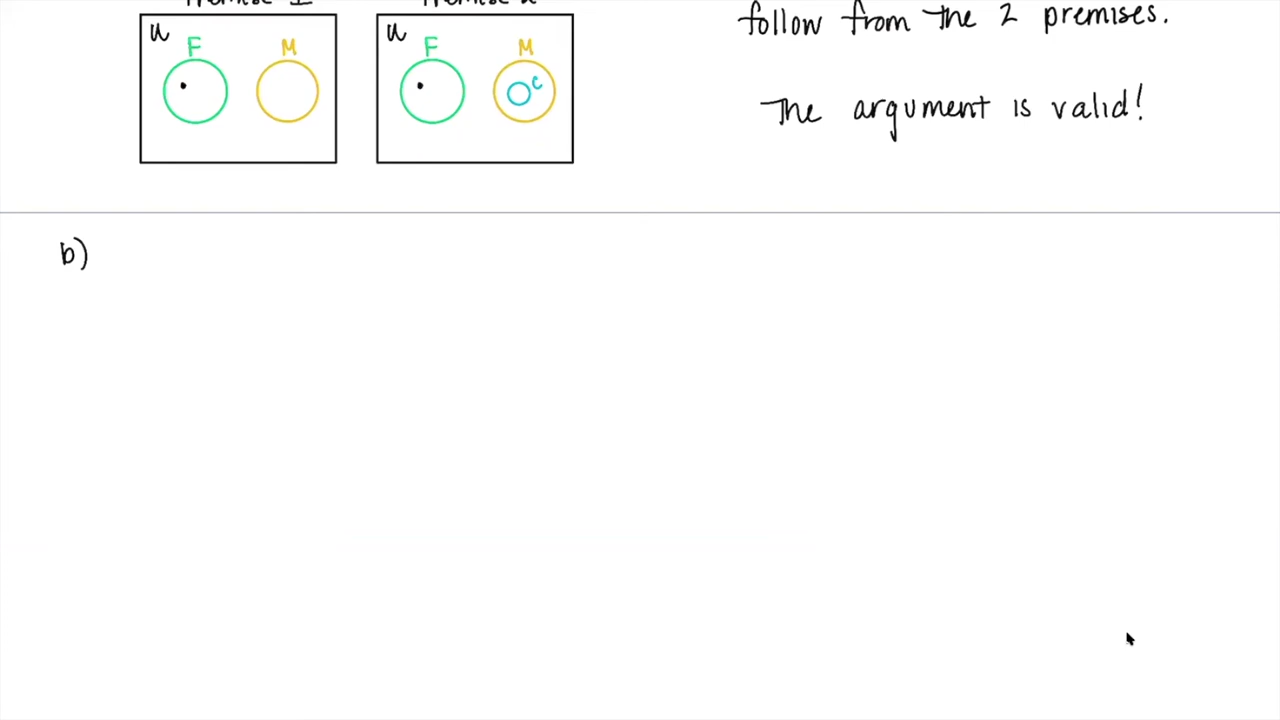 U F M
U F M C
follow from the 2 premises.
The argument is valid!
b)